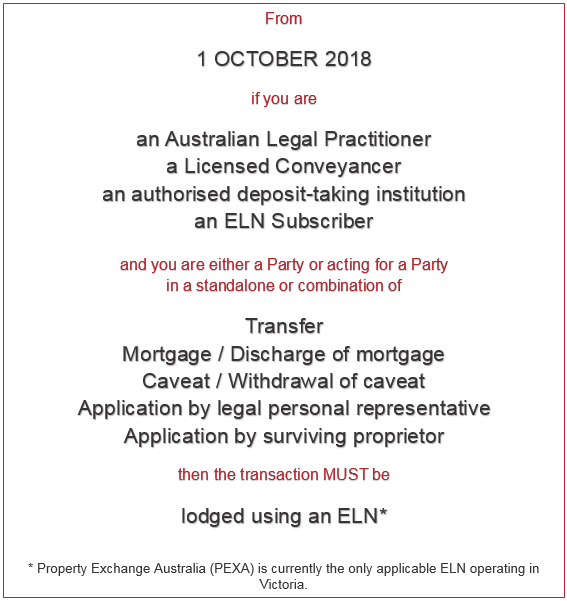 From
1 OCTOBER 2018
if you are
an Australian Legal Practitioner
a Licensed Conveyancer
an authorised deposit-taking institution
an ELN Subscriber
and you are either a Party or acting for a Party
in a standalone or combination of
Transfer
Mortgage / Discharge of mortgage
Caveat / Withdrawal of caveat
Application by legal personal representative
Application by surviving proprietor
then the transaction MUST be
lodged using an ELN*
* Property Exchange Australia (PEXA) is currently the only applicable ELN operating in
Victoria.